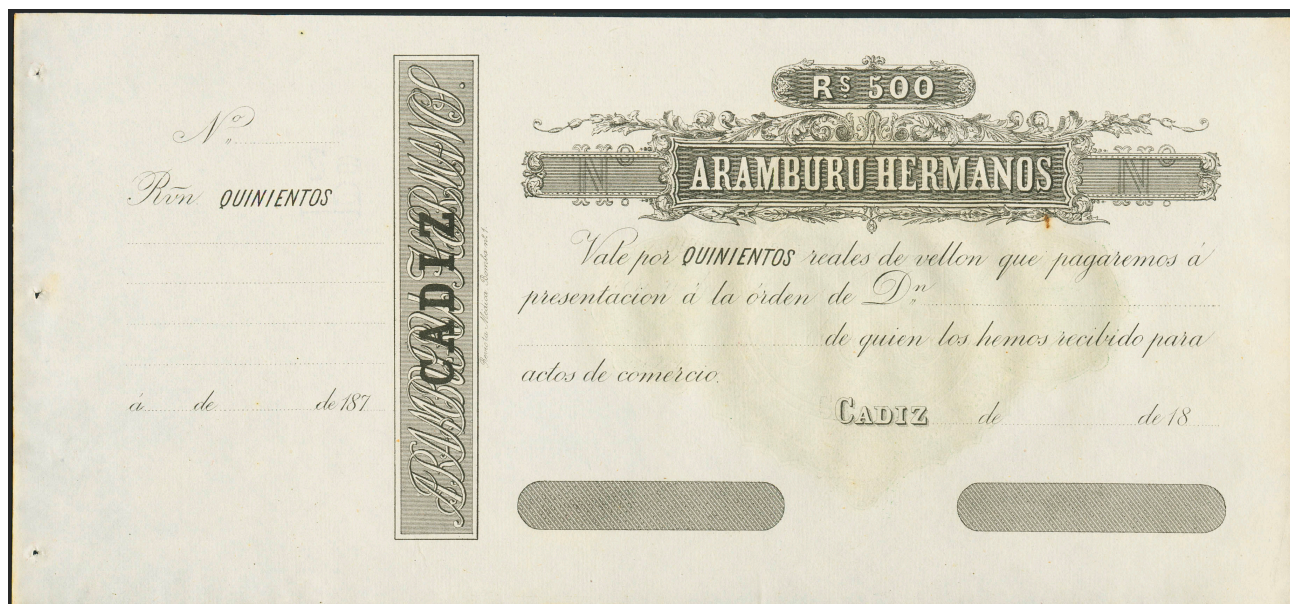 Nº
Rvn. QUINIENTOS
á de de 187
ARAMBURU HERMANOS.
CADIZ
RS 500
Nº ARAMBURU HERMANOS Nº
Vale por QUINIENTOS reales de vellon que pagaremos á
presentacion á la órden de Dn
de quien los hemos recibido para
actos de comercio.
CADIZ de de 18